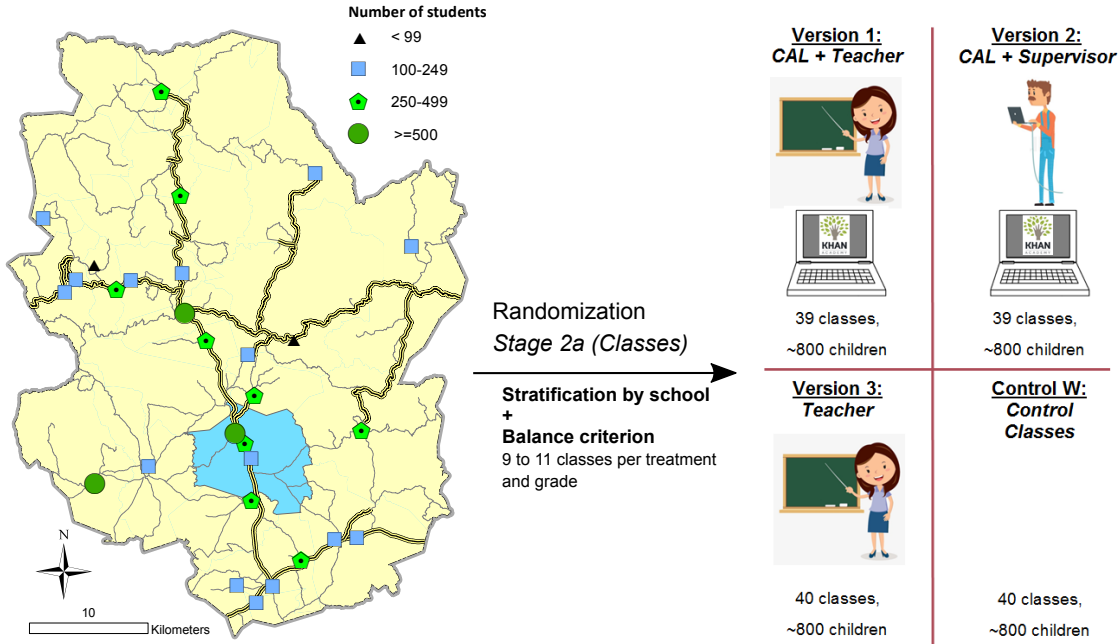 Number of students
< 99
100-249
250-499
>=500
N
10
Kilometers
Randomization
Stage 2a (Classes)
Stratification by school
+
Balance criterion
9 to 11 classes per treatment
and grade
Version 1:
CAL + Teacher
KHAN
ACADEMY
39 classes,
~800 children
Version 2:
CAL + Supervisor
KHAN
ACADEMY
39 classes,
~800 children
Version 3:
Teacher
40 classes,
~800 children
Control W:
Control
Classes
40 classes,
~800 children